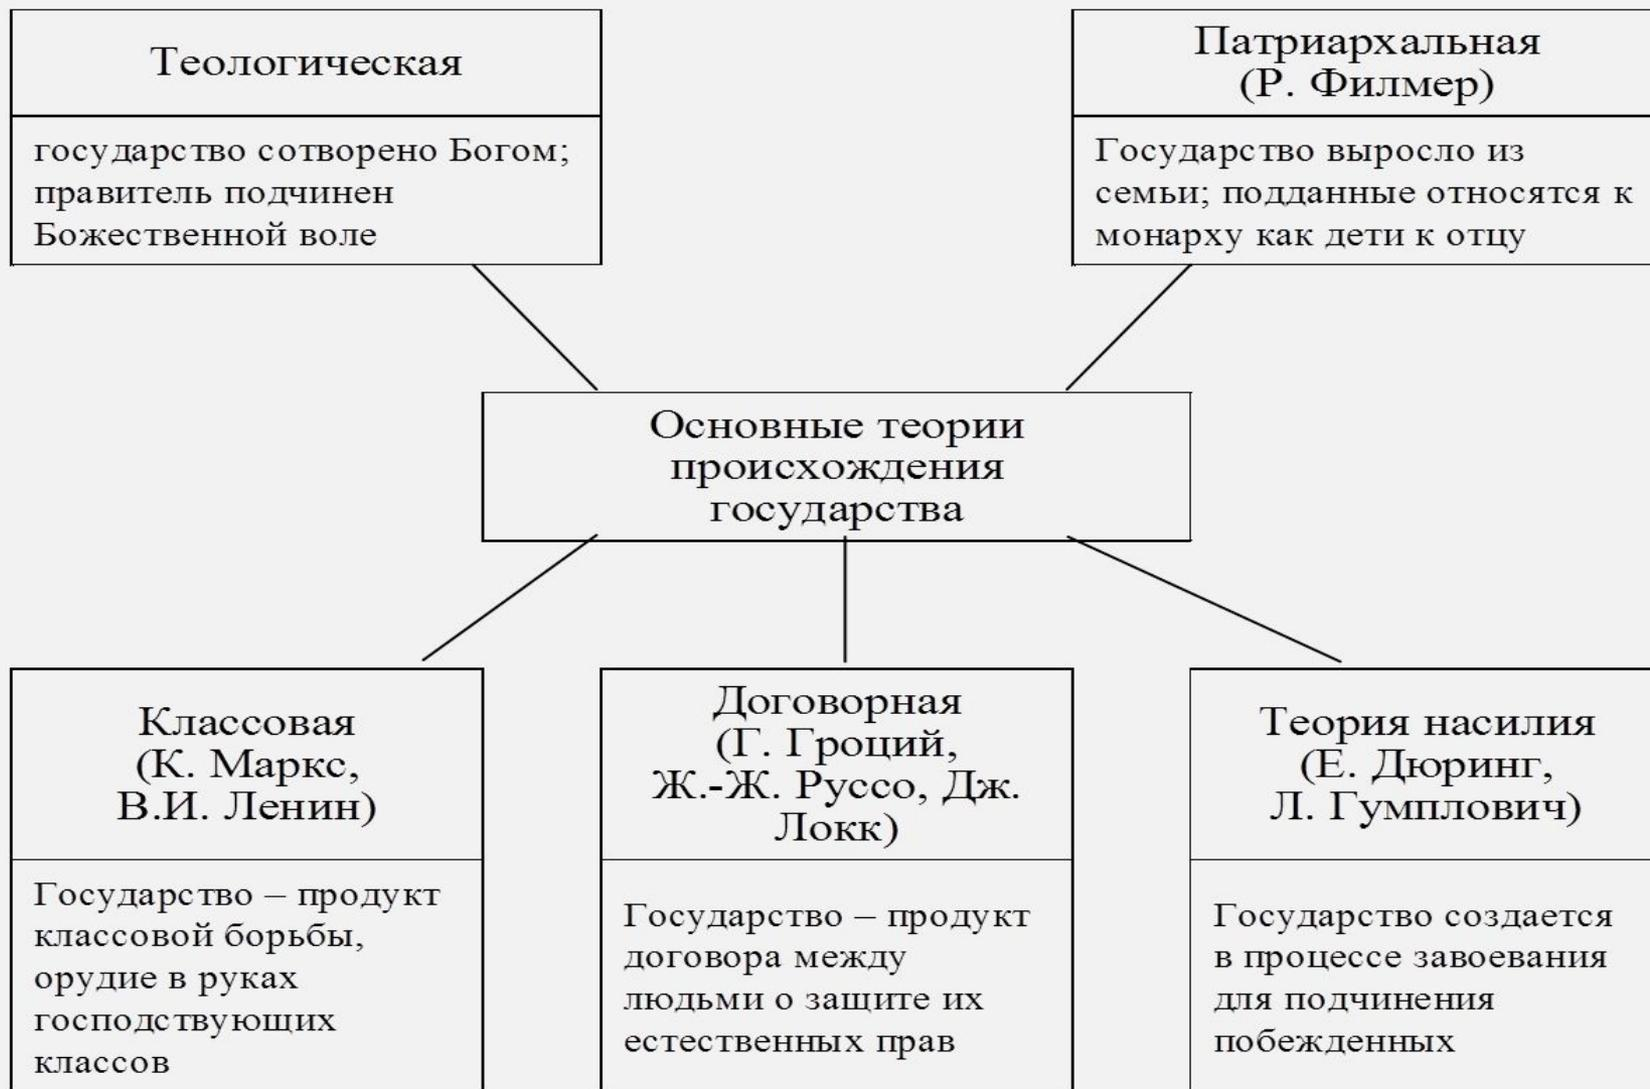 Теологическая
государство сотворено Богом;
правитель подчинен
Божественной воле
Патриархальная
(Р. Филмер)
Государство выросло из
семьи; подданные относятся к
монарху как дети к отцу
Основные теории
происхождения
государства
Классовая
(К. Маркс,
В.И. Ленин)
Государство – продукт
классовой борьбы,
орудие в руках
господствующих
классов
Договорная
(Г. Гроций,
Ж.-Ж. Руссо, Дж.
Локк)
Государство – продукт
договора между
людьми о защите их
естественных прав
Теория насилия
(Е. Дюринг,
Л. Гумплович)
Государство создается
в процессе завоевания
для подчинения
побежденных